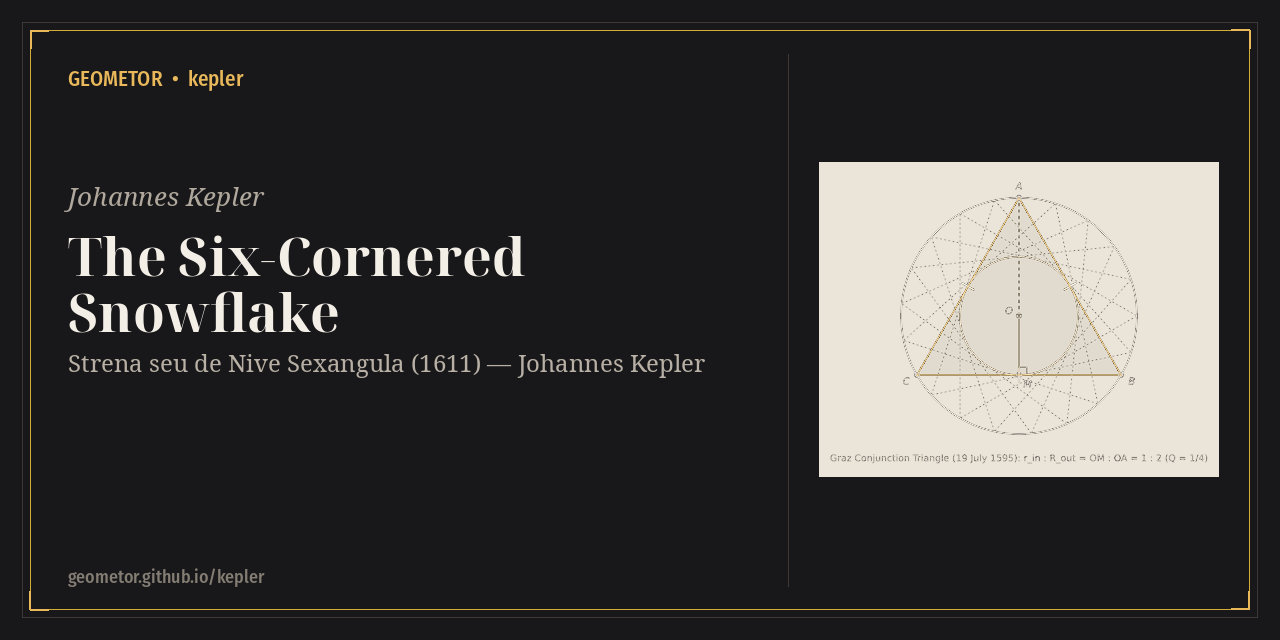 GEOMETOR • kepler
Johannes Kepler
The Six-Cornered
Snowflake
Strena seu de Nive Sexangula (1611) — Johannes Kepler
geometor.github.io/kepler
A
O
C
M
B
Graz Conjunction Triangle (19 July 1595): r_in : R_out = OM : OA = 1 : 2 (Q = 1/4)